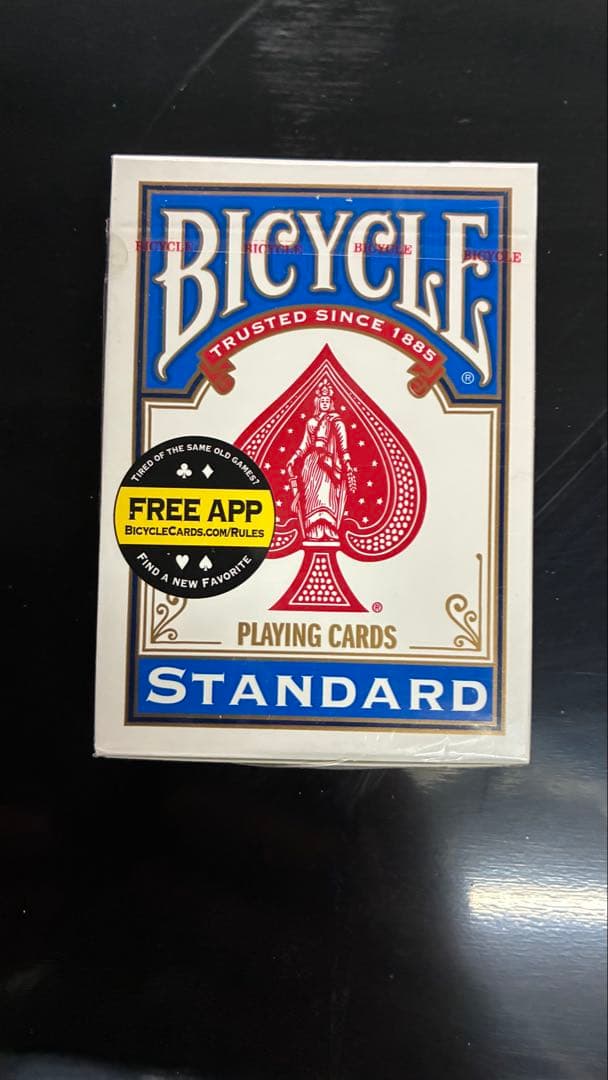 BICYCLE
BICYCLE BICYCLE BICYCLE BICYCLE
TRUSTED SINCE 1885
®
TIRED OF THE SAME OLD GAMES?
FREE APP
BICYCLECARDS.COM/RULES
FIND A NEW FAVORITE
®
PLAYING CARDS
STANDARD